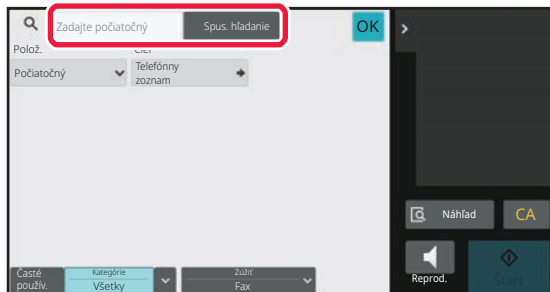 Zadajte počiatočný
Spus. hľadanie
OK
Polož.
Cieľ
Počiatočný
Telefónny
zoznam
Náhľad
CA
Reprod.
Štart
Časté
použív.
Kategórie
Všetky
Zúžiť
Fax